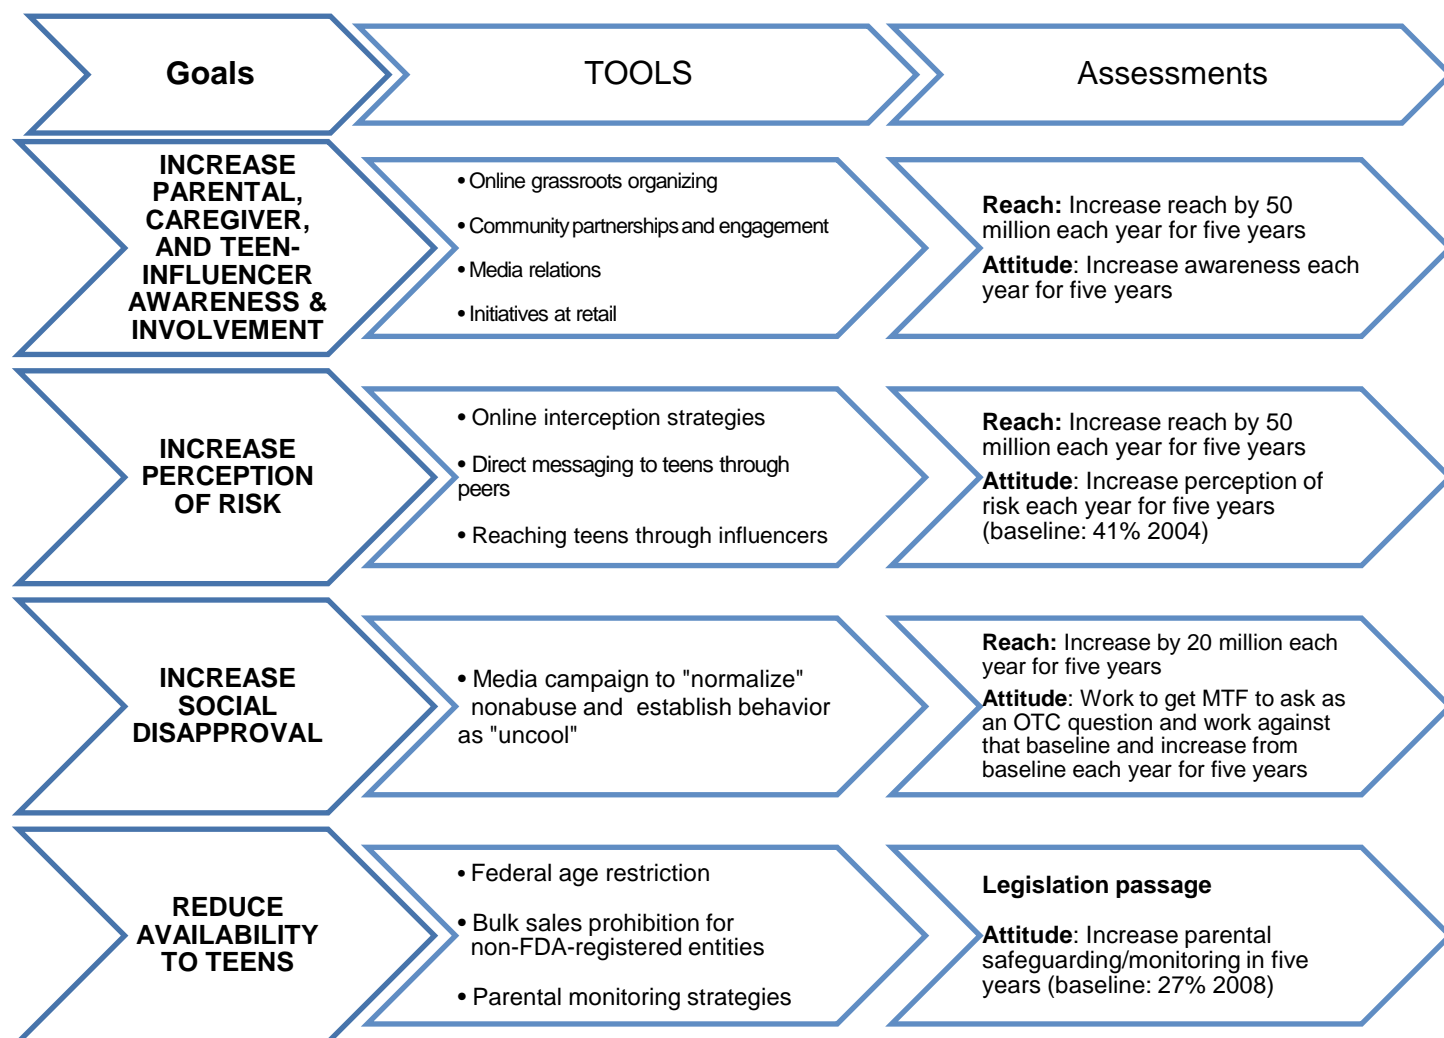 Goals
TOOLS
Assessments
INCREASE
PARENTAL,
CAREGIVER,
AND TEEN-
INFLUENCER
AWARENESS &
INVOLVEMENT
• Online grassroots organizing
• Community partnerships and engagement
• Media relations
• Initiatives at retail
Reach: Increase reach by 50
million each year for five years
Attitude: Increase awareness each
year for five years
INCREASE
PERCEPTION
OF RISK
• Online interception strategies
• Direct messaging to teens through
peers
• Reaching teens through influencers
Reach: Increase reach by 50
million each year for five years
Attitude: Increase perception of
risk each year for five years
(baseline: 41% 2004)
INCREASE
SOCIAL
DISAPPROVAL
• Media campaign to "normalize"
nonabuse and establish behavior
as "uncool"
Reach: Increase by 20 million each
year for five years
Attitude: Work to get MTF to ask as
an OTC question and work against
that baseline and increase from
baseline each year for five years
REDUCE
AVAILABILITY
TO TEENS
• Federal age restriction
• Bulk sales prohibition for
non-FDA-registered entities
• Parental monitoring strategies
Legislation passage
Attitude: Increase parental
safeguarding/monitoring in five
years (baseline: 27% 2008)